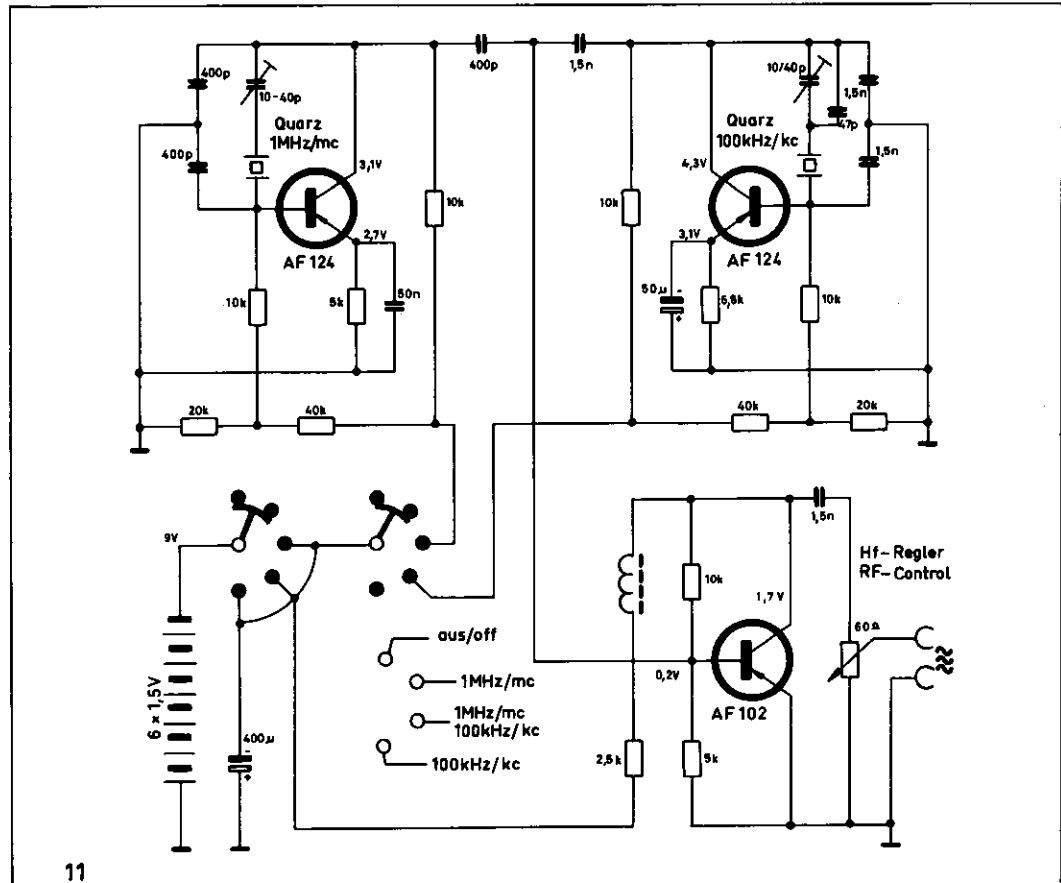 400p
10-40p
Quarz
1MHz/mc
400p
3,1V
2,7V
AF 124
10k
5k
50n
10k
20k
40k
400p
1,5n
10/40p
1,5n
47p
Quarz
100kHz/kc
1,5n
4,3V
3,1V
AF 124
10k
50µ
-
+
6,8k
10k
40k
20k
9V
6 × 1,5V
400µ
-
+
aus/off
1MHz/mc
1MHz/mc
100kHz/kc
100kHz/kc
1,5n
Hf-Regler
RF-Control
10k
1,7V
60Ω
0,2V
AF 102
2,5k
5k
11